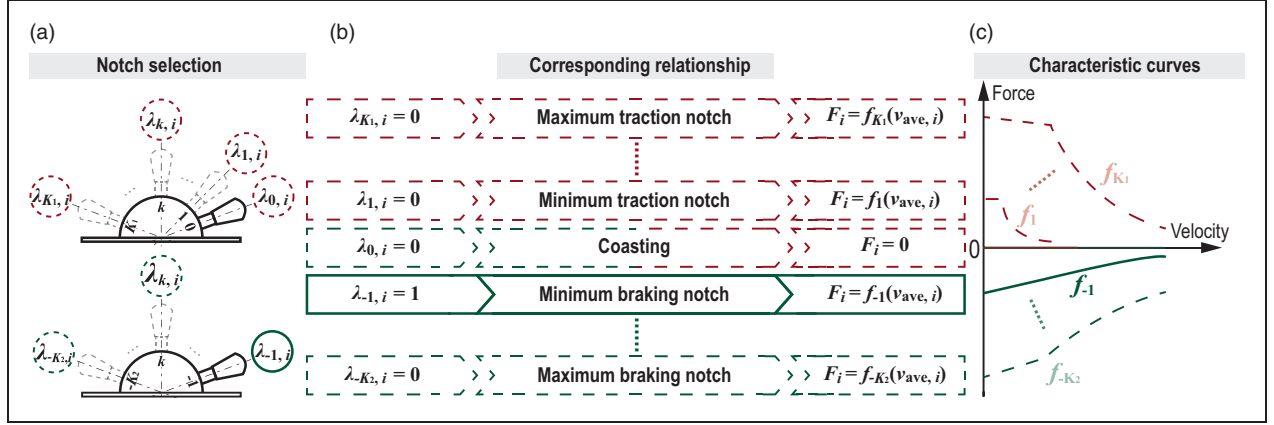 (a)
Notch selection
λk, i
λ1, i
λK₁, i
λ0, i
k
1
K₁
0
λk, i
λ-K₂,i
λ-1, i
k
-K₂
-1
(b)
Corresponding relationship
λK₁, i = 0 Maximum traction notch Fi = fK₁(vave, i)
λ1, i = 0 Minimum traction notch Fi = f1(vave, i)
λ0, i = 0 Coasting Fi = 0
λ-1, i = 1 Minimum braking notch Fi = f-1(vave, i)
λ-K₂, i = 0 Maximum braking notch Fi = f-K₂(vave, i)
(c)
Characteristic curves
Force
fK₁
f1
Velocity
0
f-1
f-K₂